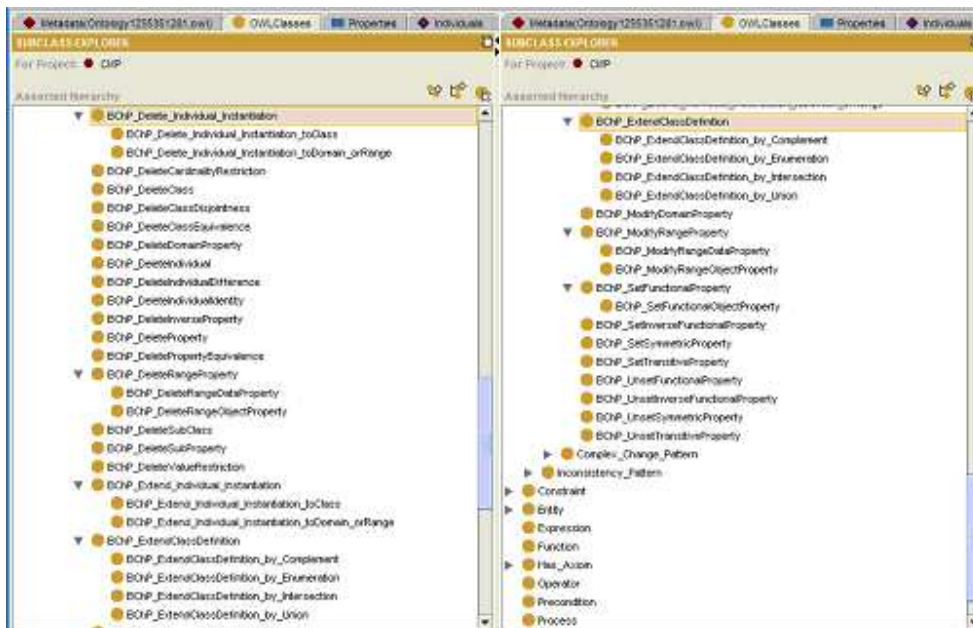 Metadata(Ontology1255351281.owl)
OWLClasses
Properties
Individuals
SUBCLASS EXPLORER
For Project: CMP
Asserted Hierarchy
BChP_Delete_Individual_Instantiation
BChP_Delete_Individual_Instantiation_toClass
BChP_Delete_Individual_Instantiation_toDomain_orRange
BChP_DeleteCardinalityRestriction
BChP_DeleteClass
BChP_DeleteClassDisjointness
BChP_DeleteClassEquivalence
BChP_DeleteDomainProperty
BChP_DeleteIndividual
BChP_DeleteIndividualDifference
BChP_DeleteIndividualIdentity
BChP_DeleteInverseProperty
BChP_DeleteProperty
BChP_DeletePropertyEquivalence
BChP_DeleteRangeProperty
BChP_DeleteRangeDataProperty
BChP_DeleteRangeObjectProperty
BChP_DeleteSubClass
BChP_DeleteSubProperty
BChP_DeleteValueRestriction
BChP_Extend_Individual_Instantiation
BChP_Extend_Individual_Instantiation_toClass
BChP_Extend_Individual_Instantiation_toDomain_orRange
BChP_ExtendClassDefinition
BChP_ExtendClassDefinition_by_Complement
BChP_ExtendClassDefinition_by_Enumeration
BChP_ExtendClassDefinition_by_Intersection
BChP_ExtendClassDefinition_by_Union
Metadata(Ontology1255351281.owl)
OWLClasses
Properties
Individuals
SUBCLASS EXPLORER
For Project: CMP
Asserted Hierarchy
BChP_ExtendClassDefinition
BChP_ExtendClassDefinition_by_Complement
BChP_ExtendClassDefinition_by_Enumeration
BChP_ExtendClassDefinition_by_Intersection
BChP_ExtendClassDefinition_by_Union
BChP_ModifyDomainProperty
BChP_ModifyRangeProperty
BChP_ModifyRangeDataProperty
BChP_ModifyRangeObjectProperty
BChP_SetFunctionalProperty
BChP_SetFunctionalObjectProperty
BChP_SetInverseFunctionalProperty
BChP_SetSymmetricProperty
BChP_SetTransitiveProperty
BChP_UnsetFunctionalProperty
BChP_UnsetInverseFunctionalProperty
BChP_UnsetSymmetricProperty
BChP_UnsetTransitiveProperty
Complex_Change_Pattern
Inconsistency_Pattern
Constraint
Entity
Expression
Function
Has_Axiom
Operator
Precondition
Process